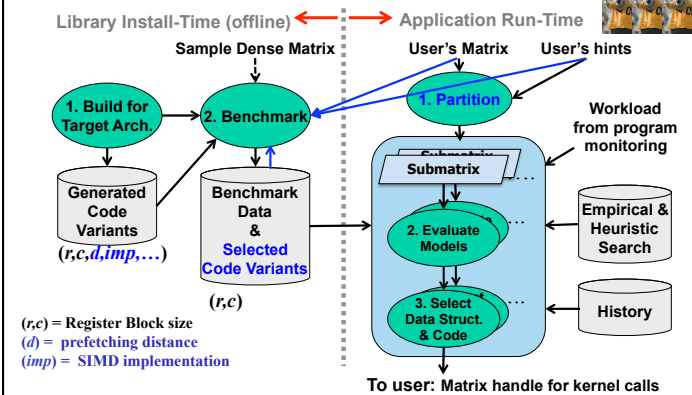 Library Install-Time (offline)
Application Run-Time
Sample Dense Matrix
User's Matrix
User's hints
1. Build for
Target Arch.
2. Benchmark
1. Partition
Workload
from program
monitoring
Generated
Code
Variants
(r,c,d,imp,…)
Benchmark
Data
&
Selected
Code Variants
(r,c)
Submatrix
Submatrix
...
2. Evaluate
Models
...
Empirical &
Heuristic
Search
3. Select
Data Struct.
& Code
...
History
(r,c) = Register Block size
(d) = prefetching distance
(imp) = SIMD implementation
To user: Matrix handle for kernel calls